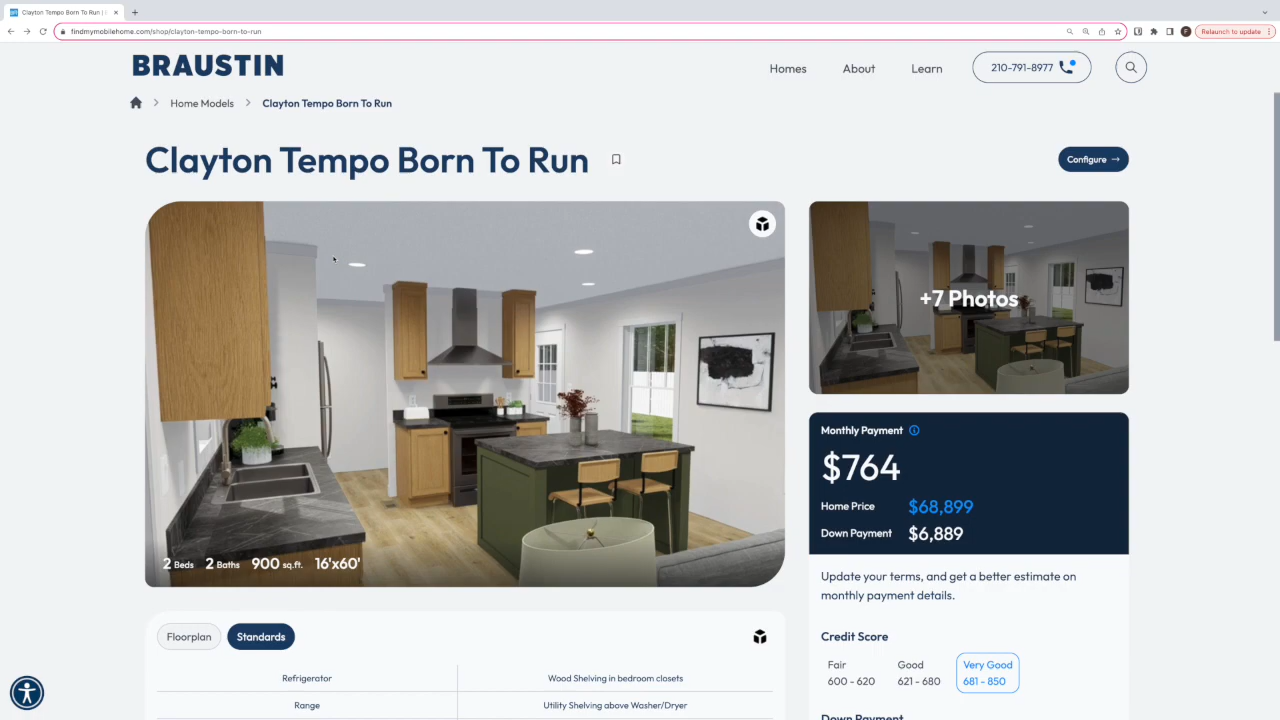 Clayton Tempo Born To Run |
findmymobilehome.com/shop/clayton-tempo-born-to-run
Relaunch to update
BRAUSTIN
Homes
About
Learn
210-791-8977
Home Models
Clayton Tempo Born To Run
Clayton Tempo Born To Run
Configure →
+7 Photos
2 Beds 2 Baths 900 sq.ft. 16'x60'
Monthly Payment
$764
Home Price $68,899
Down Payment $6,889
Update your terms, and get a better estimate on
monthly payment details.
Credit Score
Fair
600 - 620
Good
621 - 680
Very Good
681 - 850
Down Payment
Floorplan
Standards
Refrigerator
Wood Shelving in bedroom closets
Range
Utility Shelving above Washer/Dryer